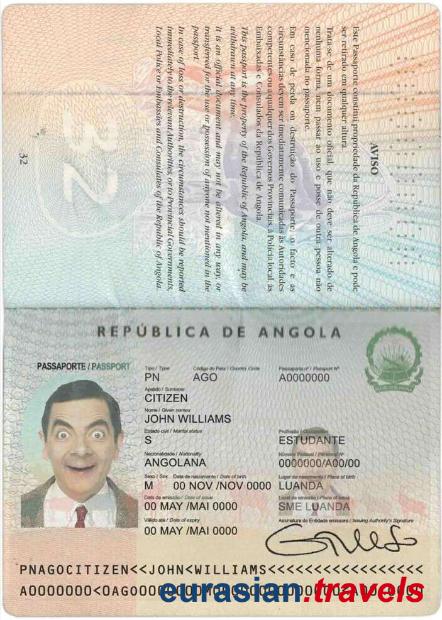 AVISO
Este Passaporte constitui propriedade da República de Angola e pode
ser retirado em qualquer altura
Trata-se de um documento oficial que não deve ser alterado de
nenhuma forma, nem passar ao uso e posse de outra pessoa não
mencionada no passaporte.
Em caso de perda ou destruição do Passaporte, o facto e as
circunstâncias devem ser imediatamente comunicadas às Autoridades
competentes ou a qualquer dos Governos Provinciais, à Polícia local, às
Embaixadas e Consulados da República de Angola
This passport is the property of the Republic of Angola, and may be
withdrawn at any time.
It is an official document and may not be altered in any way, or
transferred for the use or possession of anyone not mentioned in the
passport.
In case of loss or destruction, the circumstances should be reported
immediately to the relevant Authorities, or to Provincial Governments,
Local Police or Embassies and Consulates of the Republic of Angola.
32
REPÚBLICA DE ANGOLA
PASSAPORTE / PASSPORT
Tipo / Type Código do País / Country Code Passaporte nº / Passport Nº
PN AGO A0000000
Apelido / Surname
CITIZEN
Nome / Given names
JOHN WILLIAMS
Estado civil / Marital status Profissão / Occupation
S ESTUDANTE
Nacionalidade / Nationality Número Pessoal / Personal Nº
ANGOLANA 0000000/A00/00
Sexo / Sex Data de nascimento / Date of birth Lugar de nascimento / Place of birth
M 00 NOV /NOV 0000 LUANDA
Data de emissão / Date of issue Local de emissão / Place of issue
00 MAY /MAI 0000 SME LUANDA
Válido até / Date of expiry Assinatura da Entidade emissora / Issuing Authority's Signature
00 MAY /MAI 0000
PNAGOCITIZEN<<JOHN<WILLIAMS<<<<<<<<<<<<<<<<<
eurasian.travels